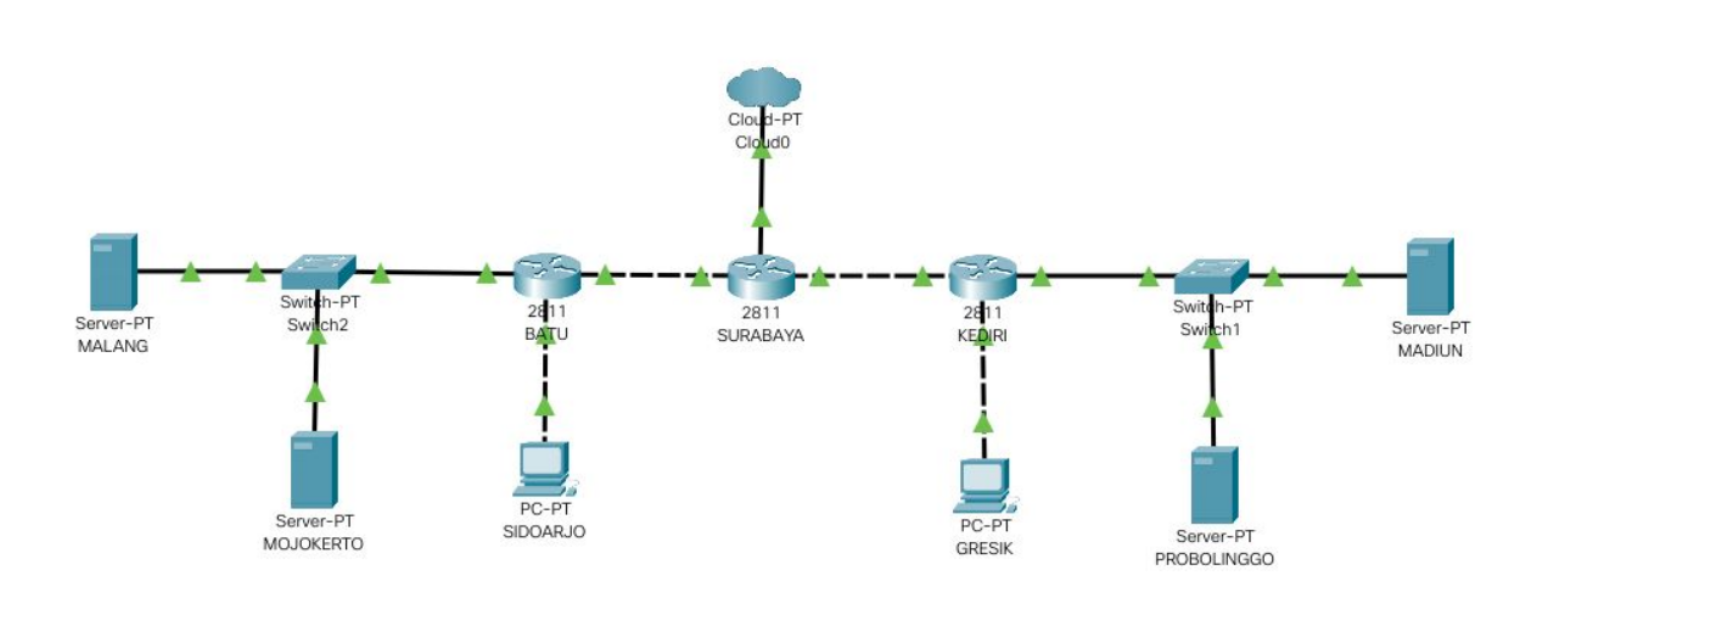 Cloud-PT
Cloud0
Server-PT
MALANG
Switch-PT
Switch2
2811
BATU
2811
SURABAYA
2811
KEDIRI
Switch-PT
Switch1
Server-PT
MADIUN
Server-PT
MOJOKERTO
PC-PT
SIDOARJO
PC-PT
GRESIK
Server-PT
PROBOLINGGO